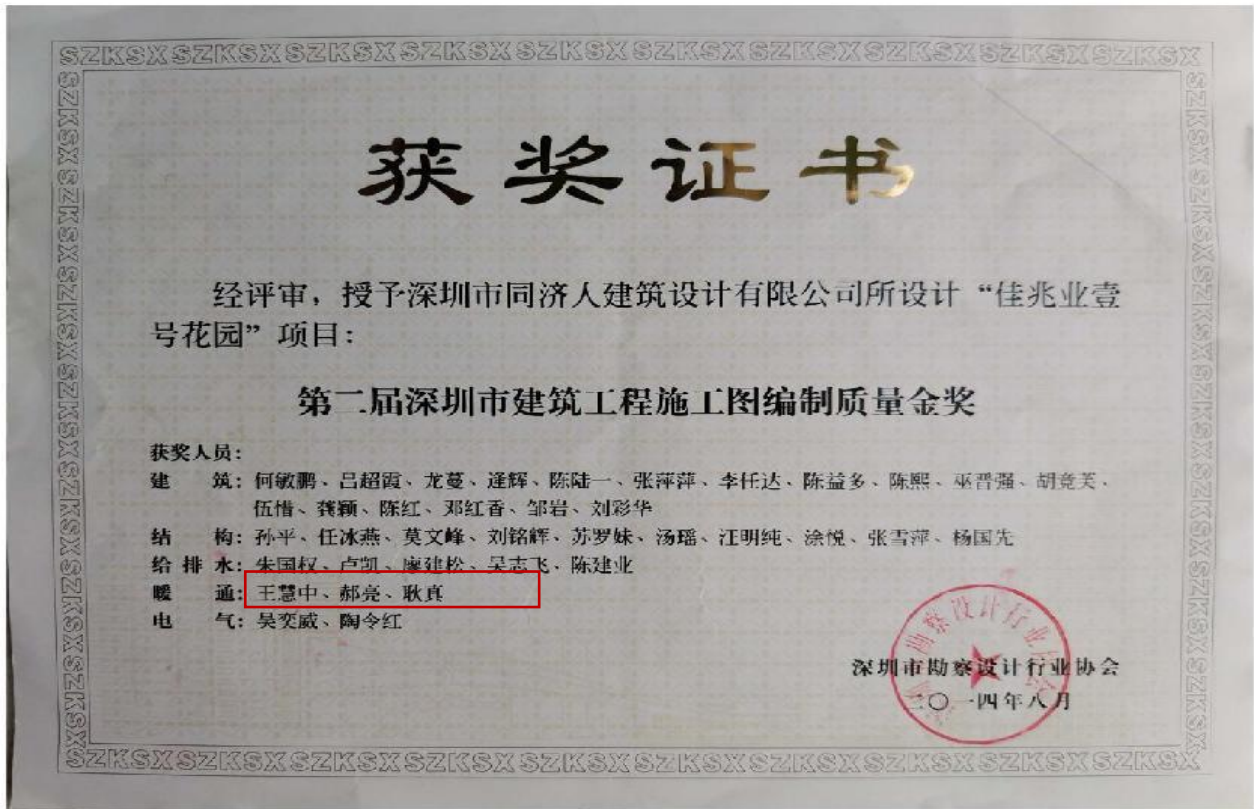 SZKSXSZKSXSZKSXSZKSXSZKSXSZKSXSZKSXSZKSXSZKSXSZKSX
获奖证书
经评审，授予深圳市同济人建筑设计有限公司所设计“佳兆业壹
号花园”项目：
第二届深圳市建筑工程施工图编制质量金奖
获奖人员：
建 筑：何敏鹏、吕超霞、龙蔓、逄辉、陈陆一、张萍萍、李任达、陈益多、陈熙、巫晋强、胡竞芙、
伍惜、龚颖、陈红、邓红香、邹岩、刘彩华
结 构：孙平、任冰燕、莫文峰、刘铭辉、苏罗妹、汤瑶、汪明纯、涂悦、张雪萍、杨国先
给 排 水：朱国权、卢凯、廖建松、吴志飞、陈建业
暖 通：王慧中、郝亮、耿真
电 气：吴奕威、陶令红
深圳市勘察设计行业协会
二〇一四年八月